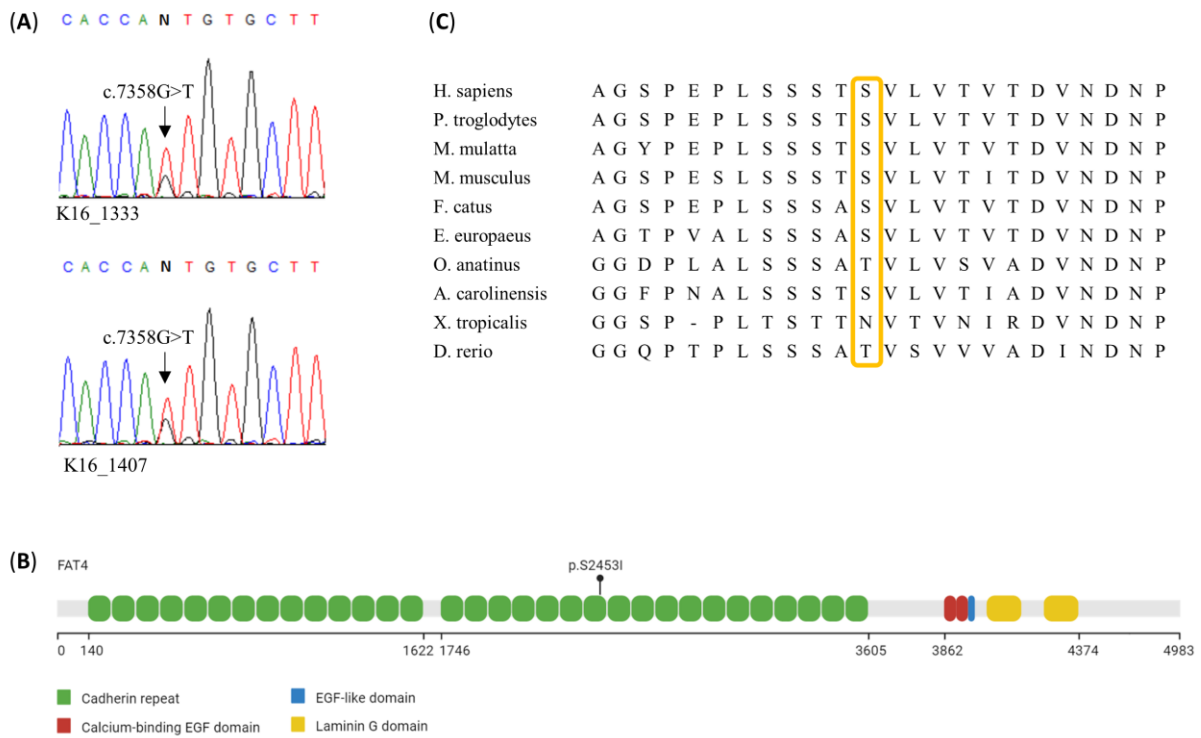 (A)
C A C C A N T G T G C T T
c.7358G>T
K16_1333
C A C C A N T G T G C T T
c.7358G>T
K16_1407
(C)
H. sapiens A G S P E P L S S S T S V L V T V T D V N D N P
P. troglodytes A G S P E P L S S S T S V L V T V T D V N D N P
M. mulatta A G Y P E P L S S S T S V L V T V T D V N D N P
M. musculus A G S P E S L S S S T S V L V T I T D V N D N P
F. catus A G S P E P L S S S A S V L V T V T D V N D N P
E. europaeus A G T P V A L S S S A S V L V T V T D V N D N P
O. anatinus G G D P L A L S S S A T V L V S V A D V N D N P
A. carolinensis G G F P N A L S S S T S V L V T I A D V N D N P
X. tropicalis G G S P - P L T S T T N V T V N I R D V N D N P
D. rerio G G Q P T P L S S S A T V S V V V A D I N D N P
(B)
FAT4
p.S2453I
0 140 1622 1746 3605 3862 4374 4983
Cadherin repeat EGF-like domain
Calcium-binding EGF domain Laminin G domain